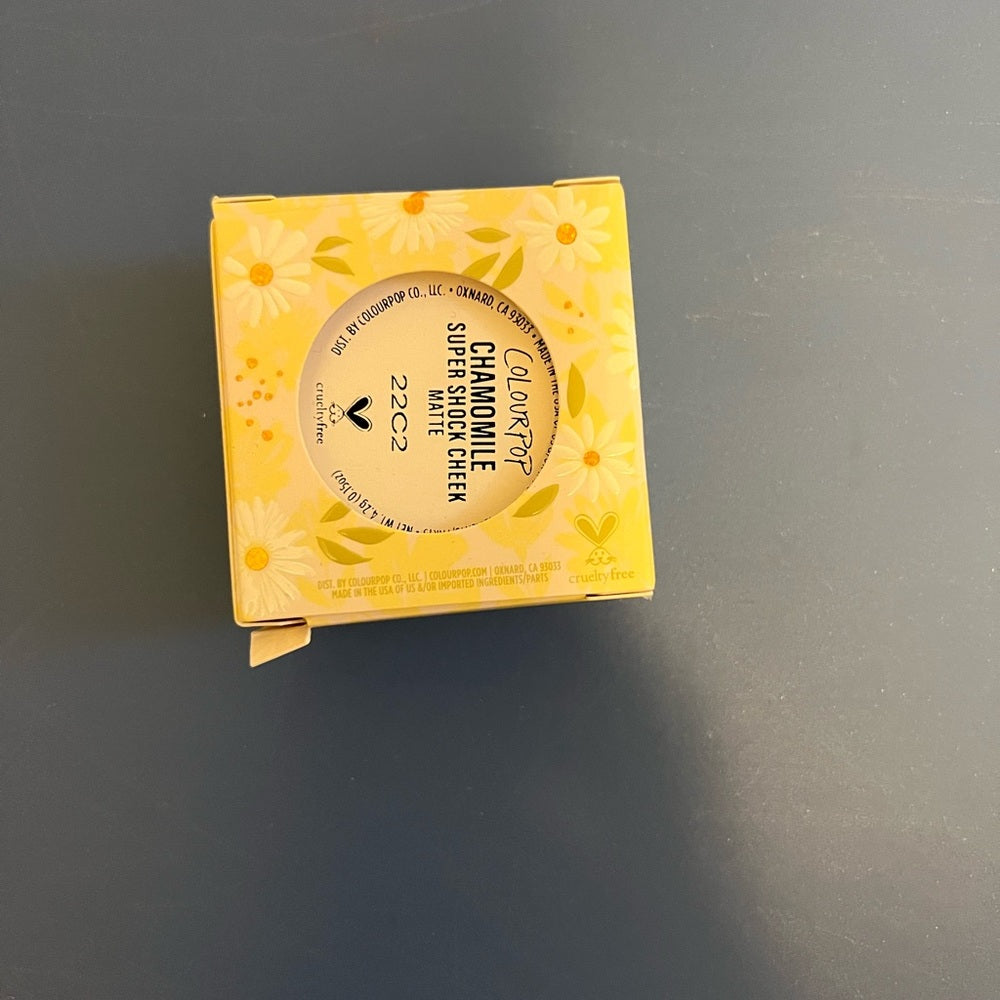 COLOURPOP
CHAMOMILE
SUPER SHOCK CHEEK
MATTE
22C2
crueltyfree
DIST. BY COLOURPOP CO., LLC. • OXNARD, CA 93033 • MADE IN THE USA OF
• NET WT. 4.2g (0.15oz)
DIST. BY COLOURPOP CO., LLC. | COLOURPOP.COM | OXNARD, CA 93033
MADE IN THE USA OF US &/OR IMPORTED INGREDIENTS/PARTS
crueltyfree